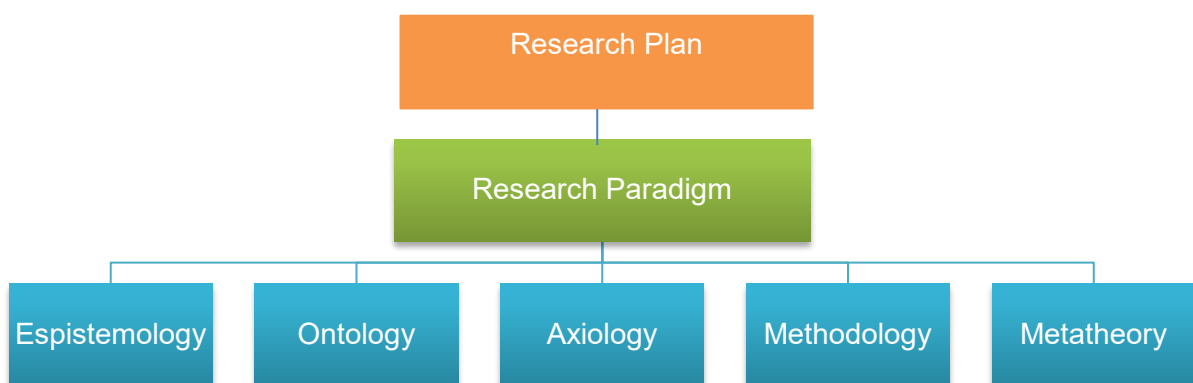 Research Plan
Research Paradigm
Espistemology
Ontology
Axiology
Methodology
Metatheory